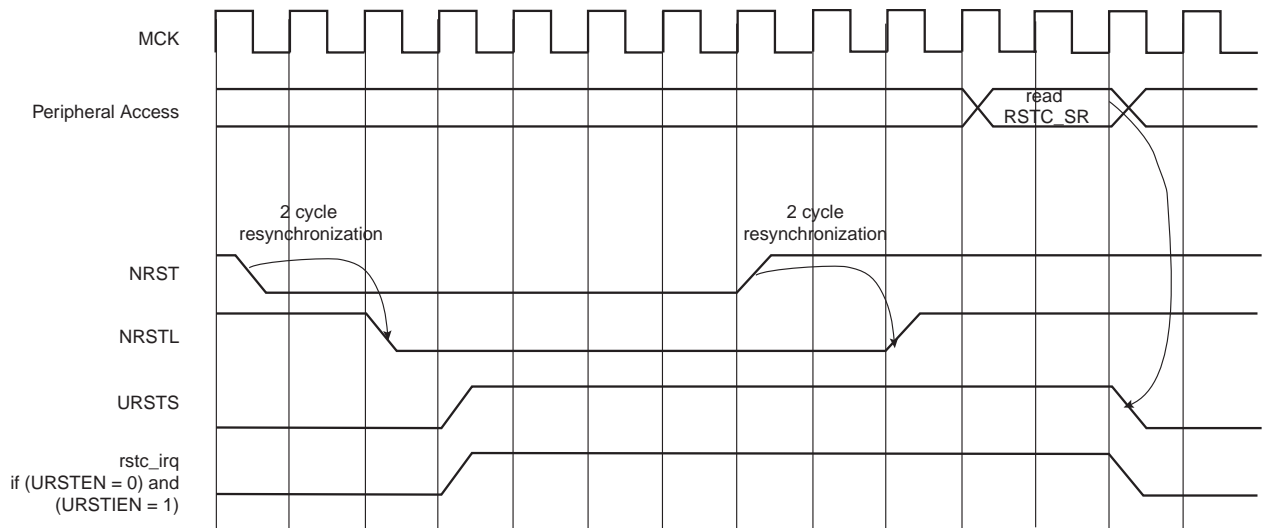 MCK
Peripheral Access
read
RSTC_SR
2 cycle
resynchronization
2 cycle
resynchronization
NRST
NRSTL
URSTS
rstc_irq
if (URSTEN = 0) and
(URSTIEN = 1)